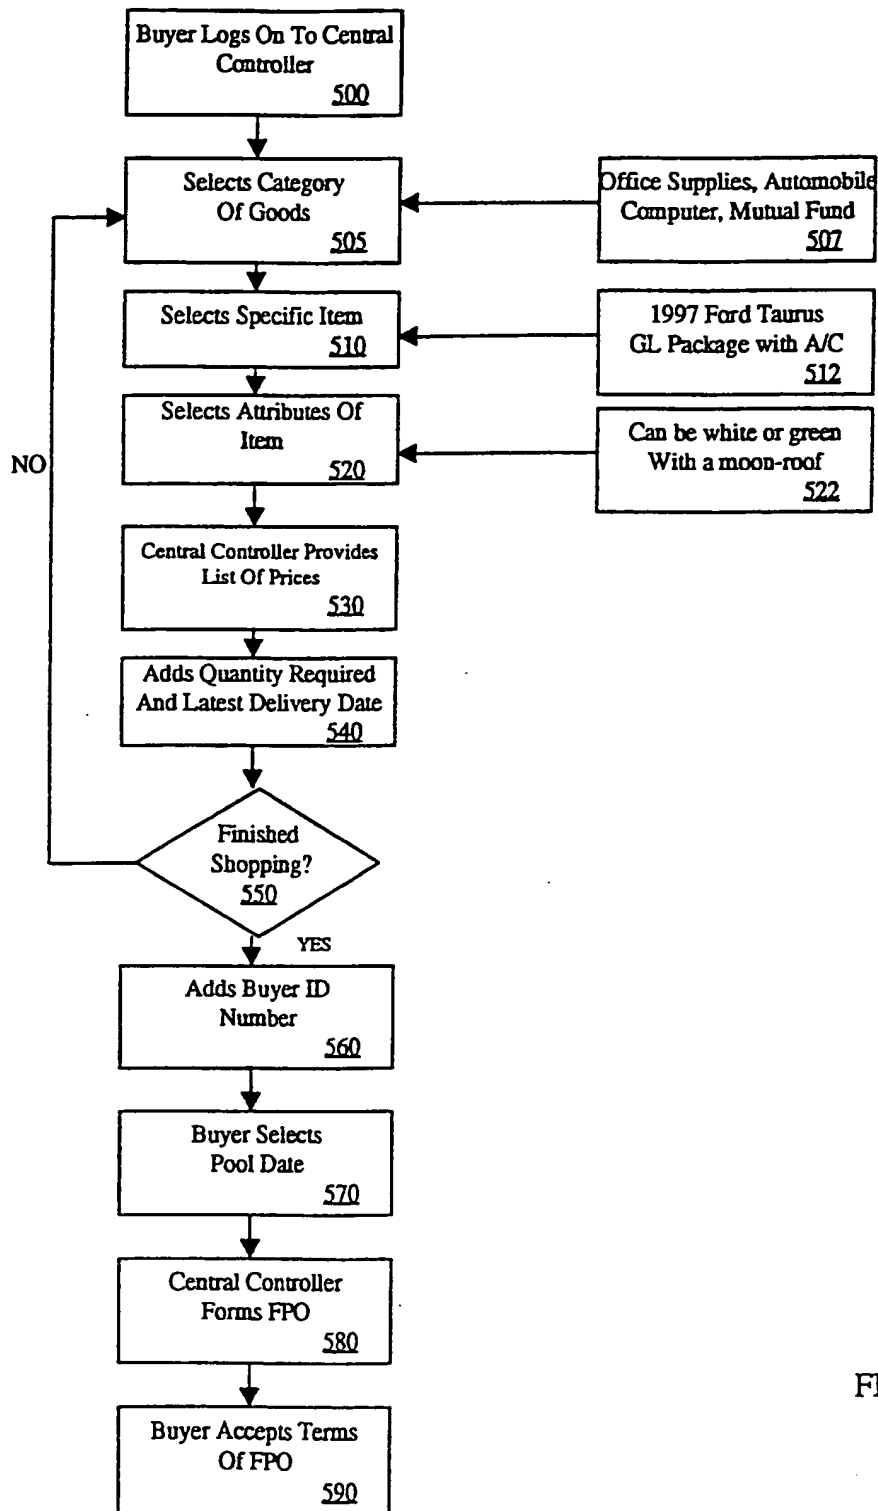 Buyer Logs On To Central
Controller
500
Selects Category
Of Goods
505
Office Supplies, Automobile
Computer, Mutual Fund
507
Selects Specific Item
510
1997 Ford Taurus
GL Package with A/C
512
Selects Attributes Of
Item
520
Can be white or green
With a moon-roof
522
NO
Central Controller Provides
List Of Prices
530
Adds Quantity Required
And Latest Delivery Date
540
Finished
Shopping?
550
YES
Adds Buyer ID
Number
560
Buyer Selects
Pool Date
570
Central Controller
Forms FPO
580
Buyer Accepts Terms
Of FPO
590